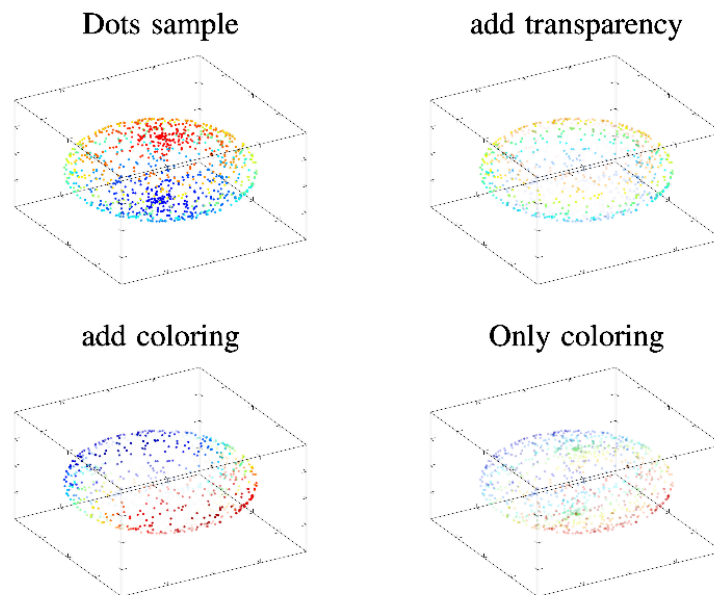 Dots sample
add transparency
add coloring
Only coloring